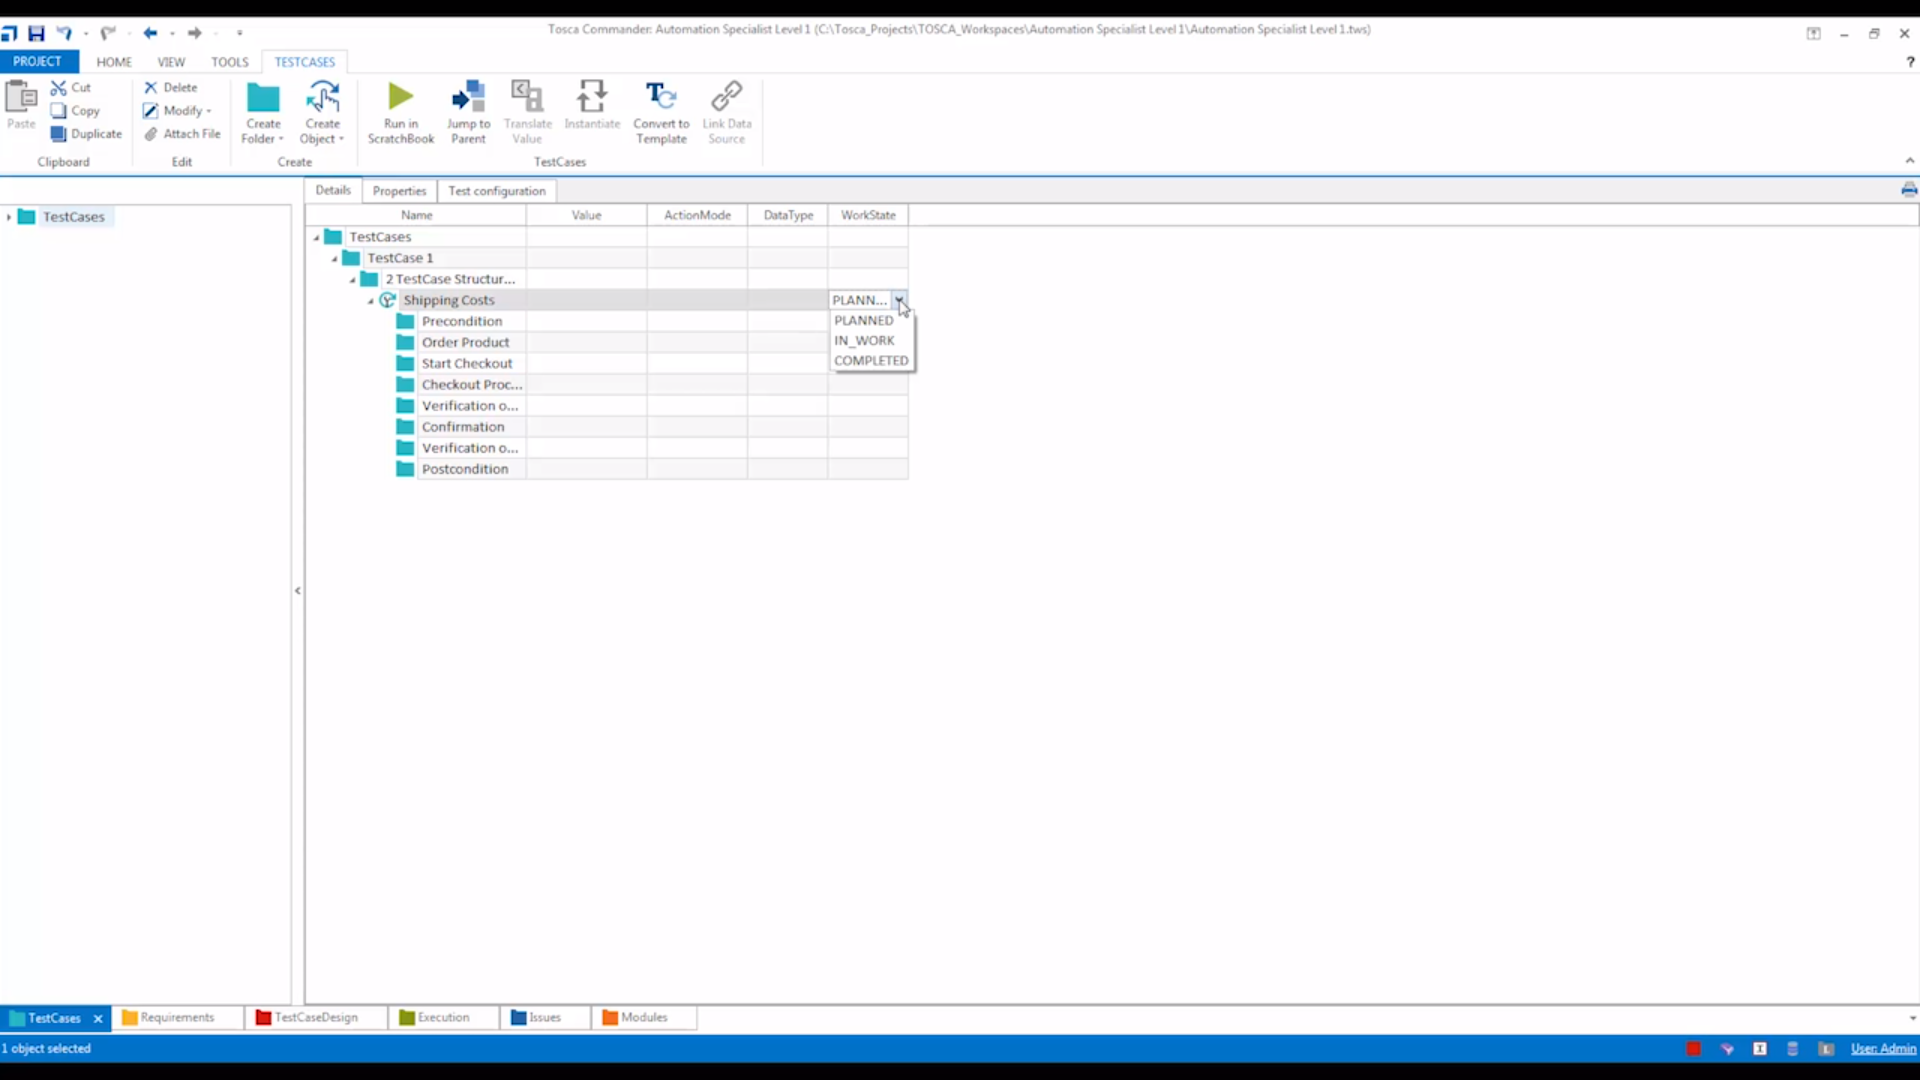 Tosca Commander: Automation Specialist Level 1 (C:\Tosca_Projects\TOSCA_Workspaces\Automation Specialist Level 1\Automation Specialist Level 1.tws)
PROJECT HOME VIEW TOOLS TESTCASES ?
Paste
Cut
Copy
Duplicate
Clipboard
Delete
Modify
Attach File
Edit
Create Folder
Create Object
Create
Run in ScratchBook
Jump to Parent
Translate Value
Instantiate
Convert to Template
Link Data Source
TestCases
TestCases
Details Properties Test configuration
Name Value ActionMode DataType WorkState
TestCases
TestCase 1
2 TestCase Structur...
Shipping Costs PLANN...
Precondition PLANNED
Order Product IN_WORK
Start Checkout COMPLETED
Checkout Proc...
Verification o...
Confirmation
Verification o...
Postcondition
TestCases Requirements TestCaseDesign Execution Issues Modules
1 object selected User: Admin